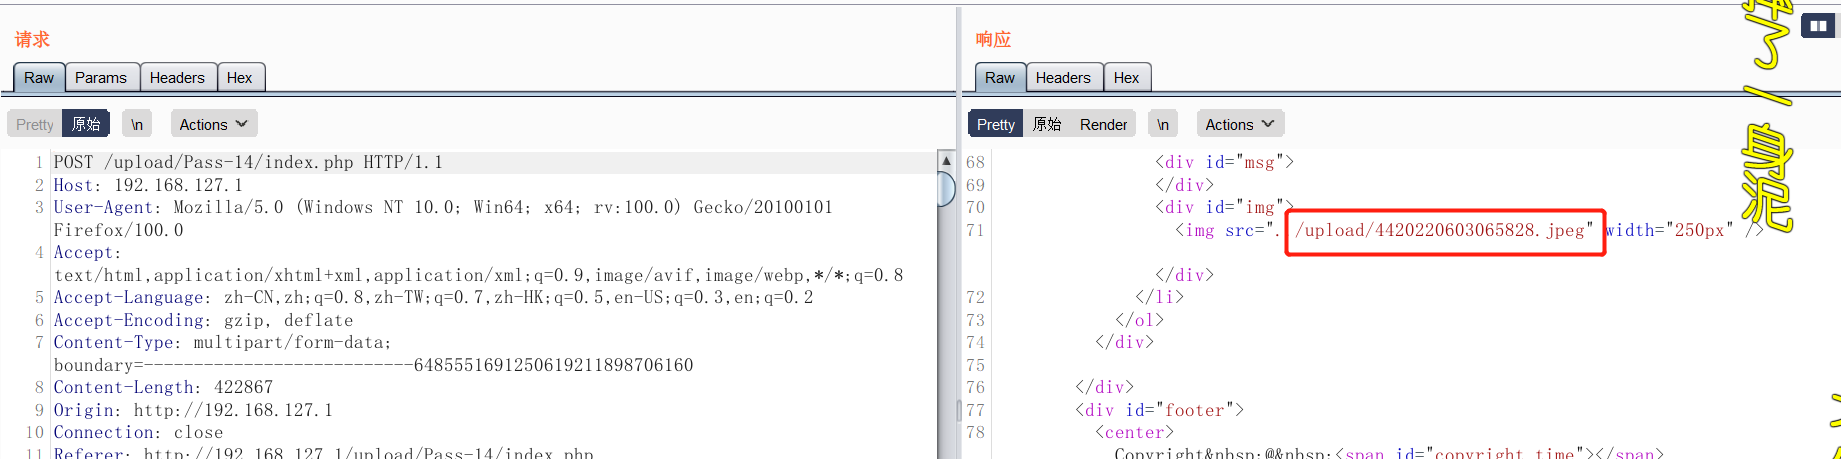 请求
Raw Params Headers Hex
Pretty 原始 \n Actions
1 POST /upload/Pass-14/index.php HTTP/1.1
2 Host: 192.168.127.1
3 User-Agent: Mozilla/5.0 (Windows NT 10.0; Win64; x64; rv:100.0) Gecko/20100101
Firefox/100.0
4 Accept:
text/html,application/xhtml+xml,application/xml;q=0.9,image/avif,image/webp,*/*;q=0.8
5 Accept-Language: zh-CN,zh;q=0.8,zh-TW;q=0.7,zh-HK;q=0.5,en-US;q=0.3,en;q=0.2
6 Accept-Encoding: gzip, deflate
7 Content-Type: multipart/form-data;
boundary=---------------------------64855516912506192118987​06160
8 Content-Length: 422867
9 Origin: http://192.168.127.1
10 Connection: close
11 Referer: http://192.168.127.1/upload/Pass-14/index.php
响应
Raw Headers Hex
Pretty 原始 Render \n Actions
68 <div id="msg">
69 </div>
70 <div id="img">
71 <img src="../upload/4420220603065828.jpeg" width="250px" />
</div>
72 </li>
73 </ol>
74 </div>
75
76 </div>
77 <div id="footer">
78 <center>
Copyright&nbsp;@&nbsp;<span id="copyright_time"></span>
了一身泥